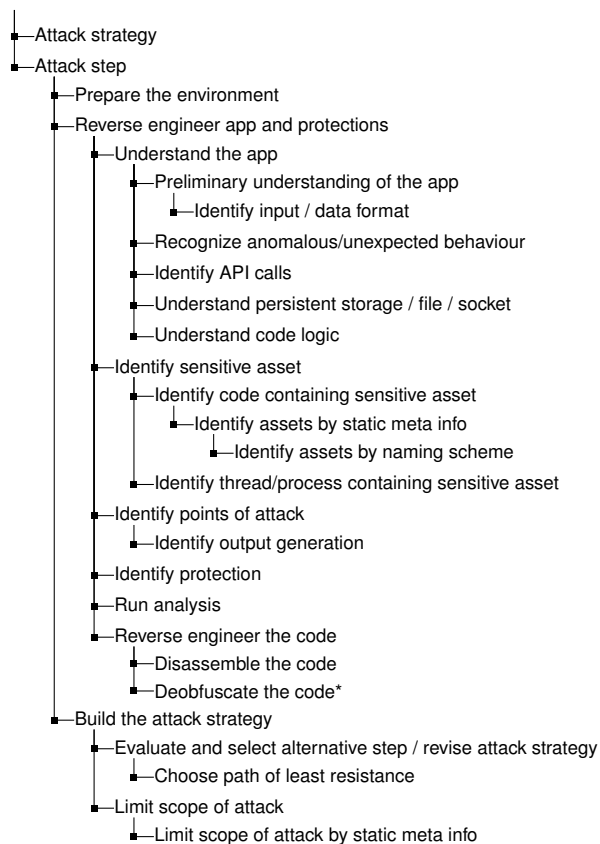 Attack strategy
Attack step
Prepare the environment
Reverse engineer app and protections
Understand the app
Preliminary understanding of the app
Identify input / data format
Recognize anomalous/unexpected behaviour
Identify API calls
Understand persistent storage / file / socket
Understand code logic
Identify sensitive asset
Identify code containing sensitive asset
Identify assets by static meta info
Identify assets by naming scheme
Identify thread/process containing sensitive asset
Identify points of attack
Identify output generation
Identify protection
Run analysis
Reverse engineer the code
Disassemble the code
Deobfuscate the code*
Build the attack strategy
Evaluate and select alternative step / revise attack strategy
Choose path of least resistance
Limit scope of attack
Limit scope of attack by static meta info